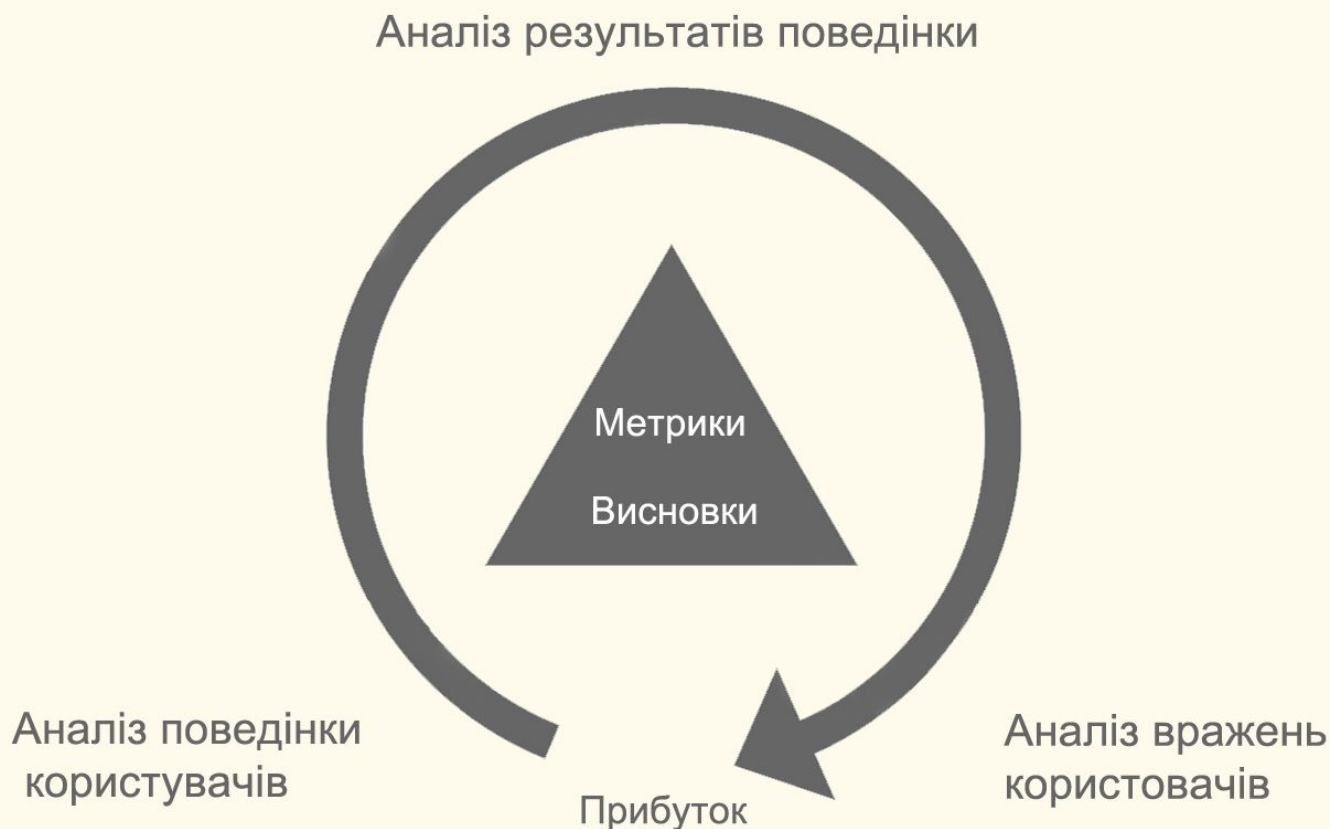 Аналіз результатів поведінки
Метрики
Висновки
Аналіз поведінки
користувачів
Аналіз вражень
користовачів
Прибуток